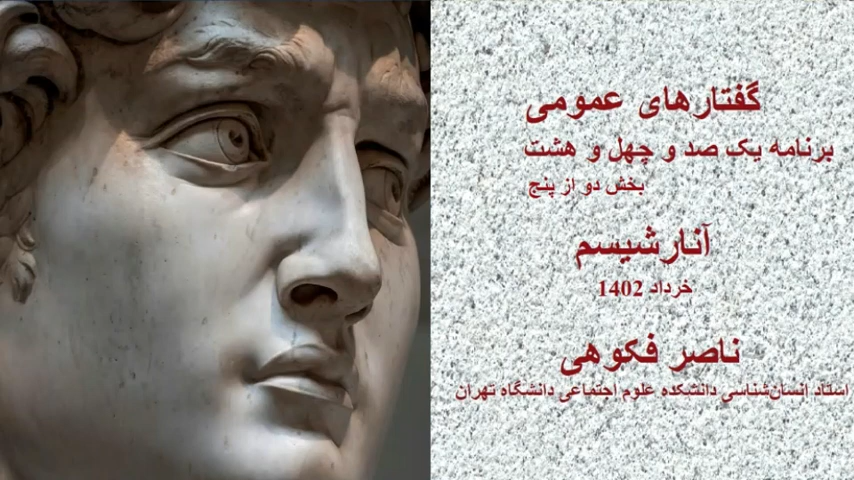 گفتارهای عمومی
برنامه یک صد و چهل و هشت
بخش دو از پنج
آنارشیسم
خرداد 1402
ناصر فکوهی
استاد انسان‌شناسی دانشکده علوم اجتماعی دانشگاه تهران